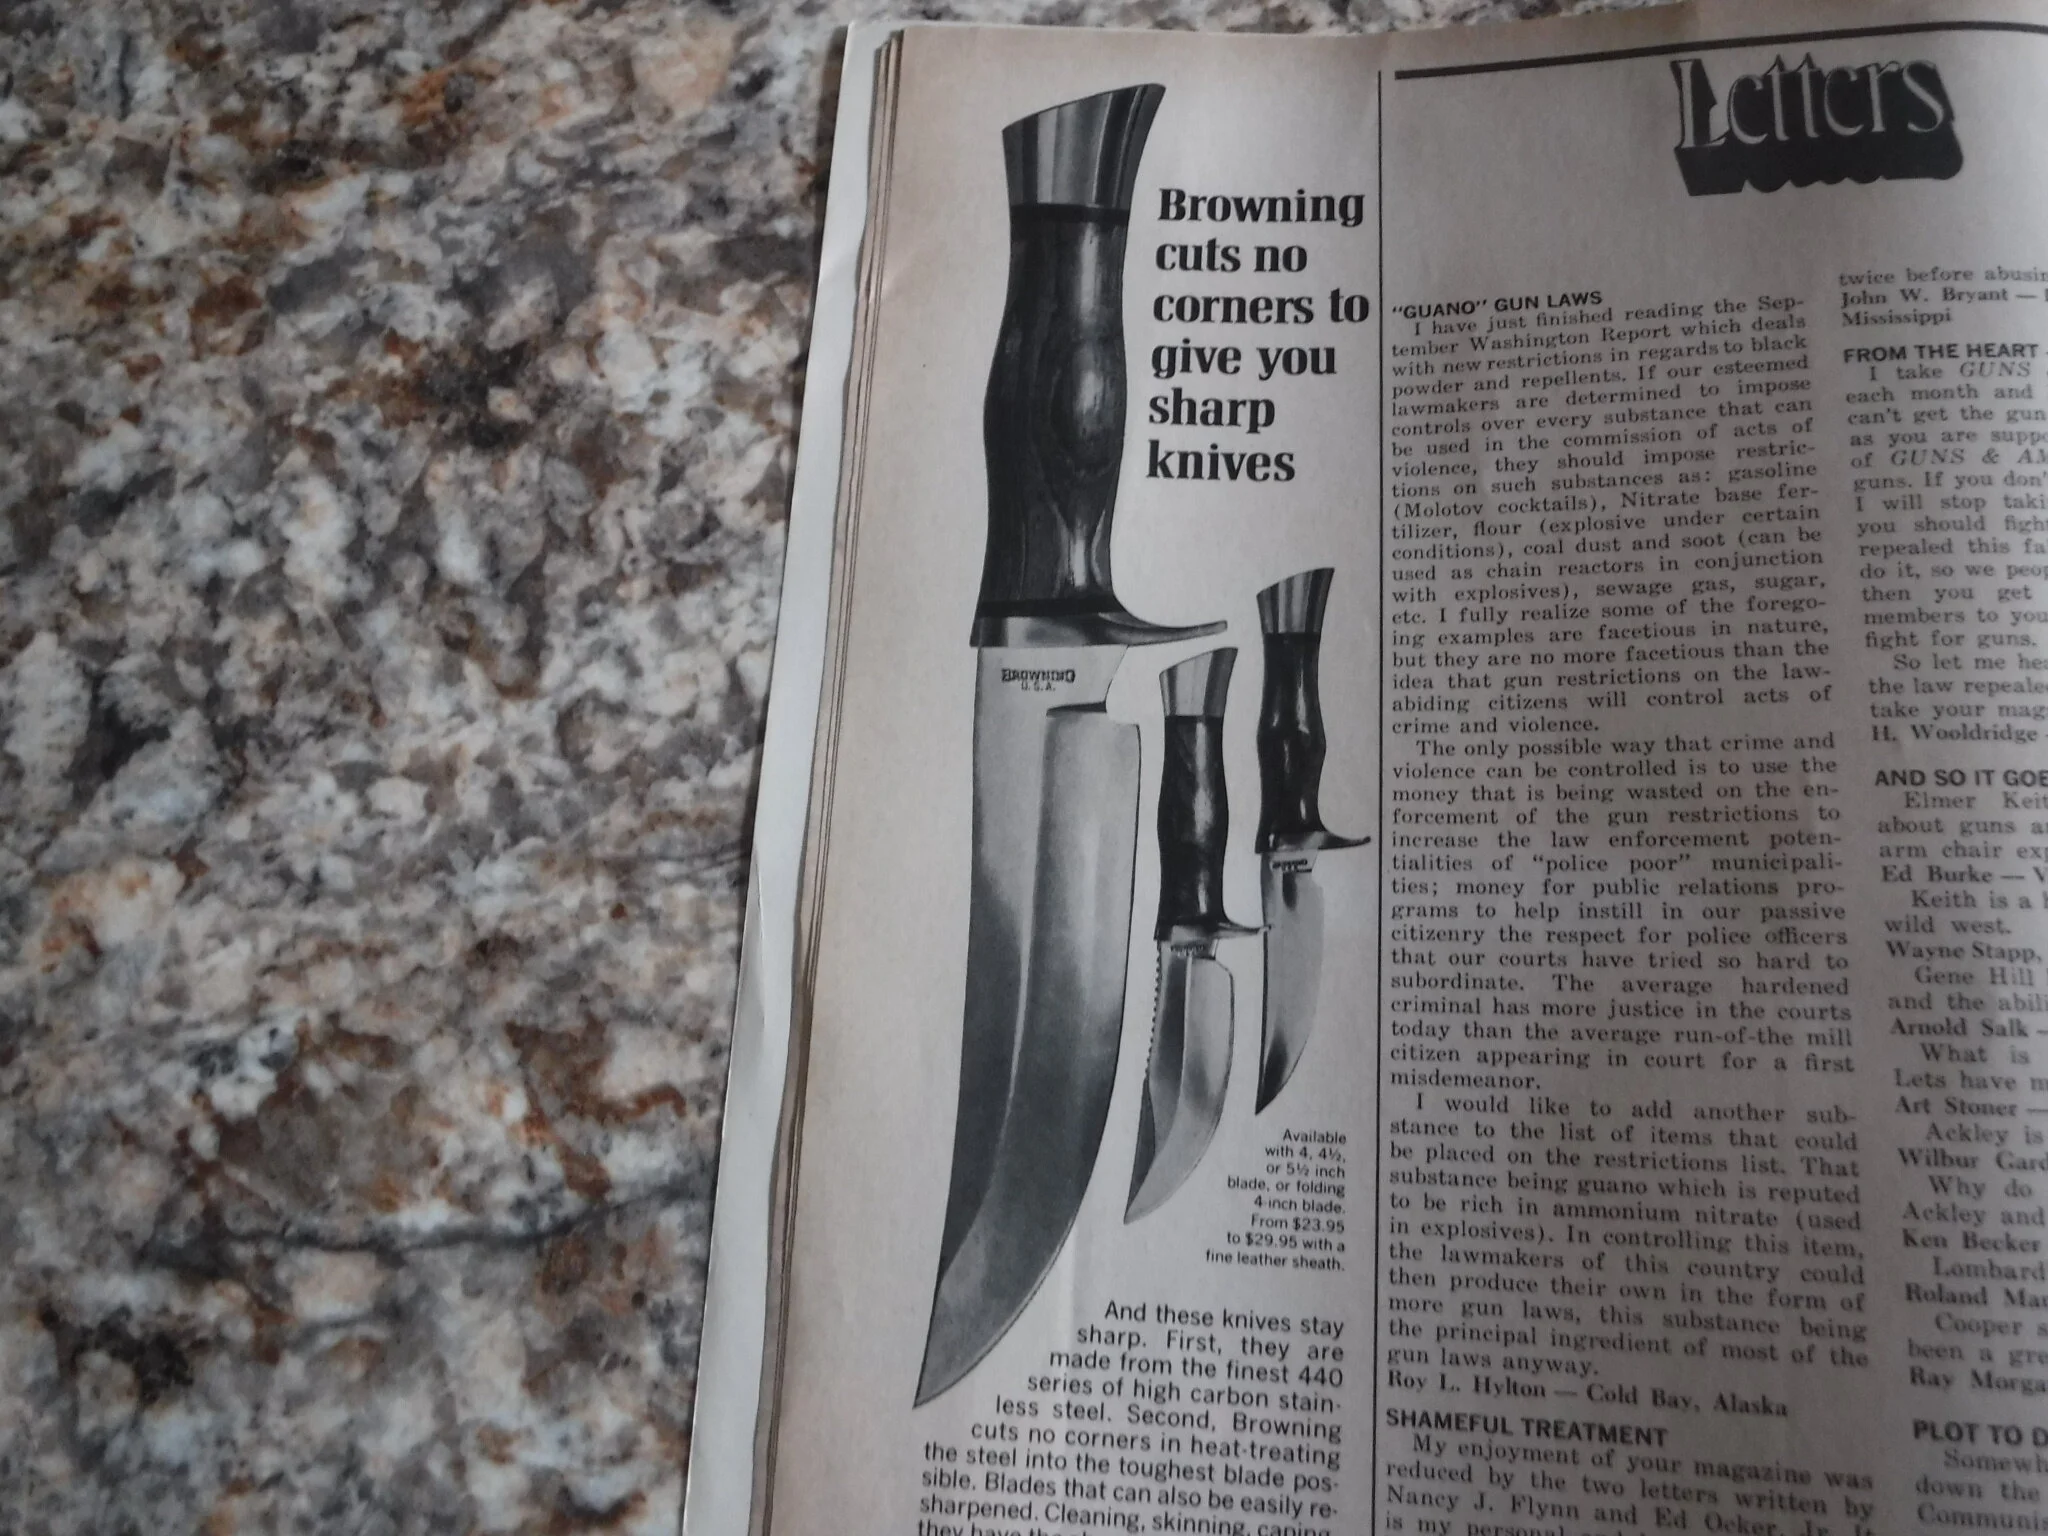 Browning
cuts no
corners to
give you
sharp
knives
BROWNING
U.S.A.
Available
with 4, 4½,
or 5½ inch
blade, or folding
4-inch blade.
From $23.95
to $29.95 with a
fine leather sheath.
And these knives stay
sharp. First, they are
made from the finest 440
series of high carbon stain-
less steel. Second, Browning
cuts no corners in heat-treating
the steel into the toughest blade pos-
sible. Blades that can also be easily re-
sharpened. Cleaning, skinning, caping,
they have the
Letters
"GUANO" GUN LAWS
I have just finished reading the Sep-
tember Washington Report which deals
with new restrictions in regards to black
powder and repellents. If our esteemed
lawmakers are determined to impose
controls over every substance that can
be used in the commission of acts of
violence, they should impose restric-
tions on such substances as: gasoline
(Molotov cocktails), Nitrate base fer-
tilizer, flour (explosive under certain
conditions), coal dust and soot (can be
used as chain reactors in conjunction
with explosives), sewage gas, sugar,
etc. I fully realize some of the forego-
ing examples are facetious in nature,
but they are no more facetious than the
idea that gun restrictions on the law-
abiding citizens will control acts of
crime and violence.
The only possible way that crime and
violence can be controlled is to use the
money that is being wasted on the en-
forcement of the gun restrictions to
increase the law enforcement poten-
tialities of "police poor" municipali-
ties; money for public relations pro-
grams to help instill in our passive
citizenry the respect for police officers
that our courts have tried so hard to
subordinate. The average hardened
criminal has more justice in the courts
today than the average run-of-the mill
citizen appearing in court for a first
misdemeanor.
I would like to add another sub-
stance to the list of items that could
be placed on the restrictions list. That
substance being guano which is reputed
to be rich in ammonium nitrate (used
in explosives). In controlling this item,
the lawmakers of this country could
then produce their own in the form of
more gun laws, this substance being
the principal ingredient of most of the
gun laws anyway.
Roy L. Hylton — Cold Bay, Alaska
SHAMEFUL TREATMENT
My enjoyment of your magazine was
reduced by the two letters written by
Nancy J. Flynn and Ed Ocker, Jr.
is my personal
twice before abusin
John W. Bryant —
Mississippi
FROM THE HEART
I take GUNS
each month and
can't get the gun
as you are suppo
of GUNS & AM
guns. If you don'
I will stop taki
you should figh
repealed this fa
do it, so we peop
then you get
members to you
fight for guns.
So let me hea
the law repeale
take your mag
H. Wooldridge
AND SO IT GOE
Elmer Keit
about guns a
arm chair exp
Ed Burke — V
Keith is a
wild west.
Wayne Stapp,
Gene Hill
and the abili
Arnold Salk —
What is
Lets have m
Art Stoner —
Ackley is
Wilbur Gard
Why do
Ackley and
Ken Becker
Lombard
Roland Mau
Cooper s
been a gre
Ray Morga
PLOT TO D
Somewh
down the
Communis